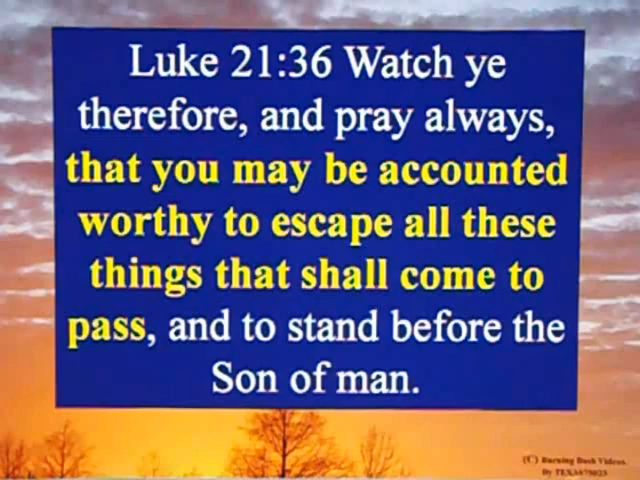 Luke 21:36 Watch ye
therefore, and pray always,
that you may be accounted
worthy to escape all these
things that shall come to
pass, and to stand before the
Son of man.
(C) Burning Bush Videos.
By